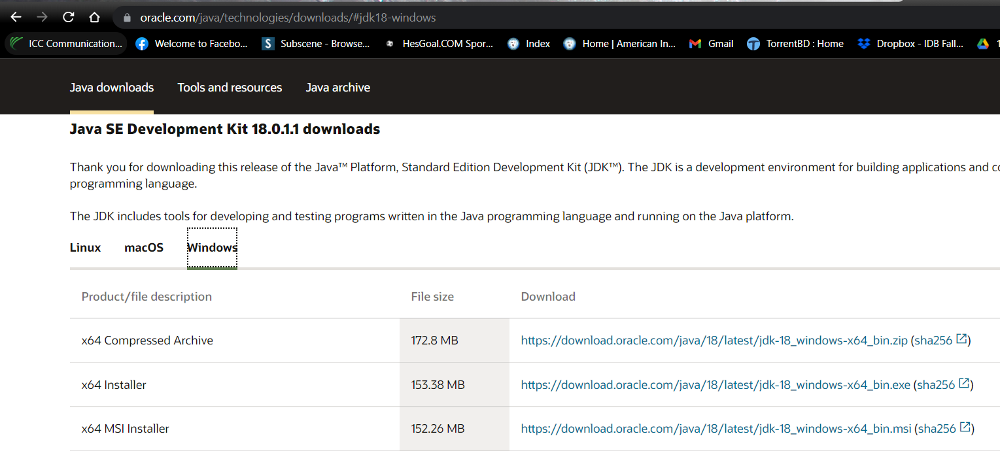 oracle.com/java/technologies/downloads/#jdk18-windows
ICC Communication... Welcome to Facebo... S Subscene - Browse... HesGoal.COM Spor... Index Home | American In... Gmail TorrentBD : Home Dropbox - IDB Fall... 1
Java downloads Tools and resources Java archive
Java SE Development Kit 18.0.1.1 downloads
Thank you for downloading this release of the Java™ Platform, Standard Edition Development Kit (JDK™). The JDK is a development environment for building applications and co
programming language.
The JDK includes tools for developing and testing programs written in the Java programming language and running on the Java platform.
Linux macOS Windows
Product/file description File size Download
x64 Compressed Archive 172.8 MB https://download.oracle.com/java/18/latest/jdk-18_windows-x64_bin.zip (sha256)
x64 Installer 153.38 MB https://download.oracle.com/java/18/latest/jdk-18_windows-x64_bin.exe (sha256)
x64 MSI Installer 152.26 MB https://download.oracle.com/java/18/latest/jdk-18_windows-x64_bin.msi (sha256)